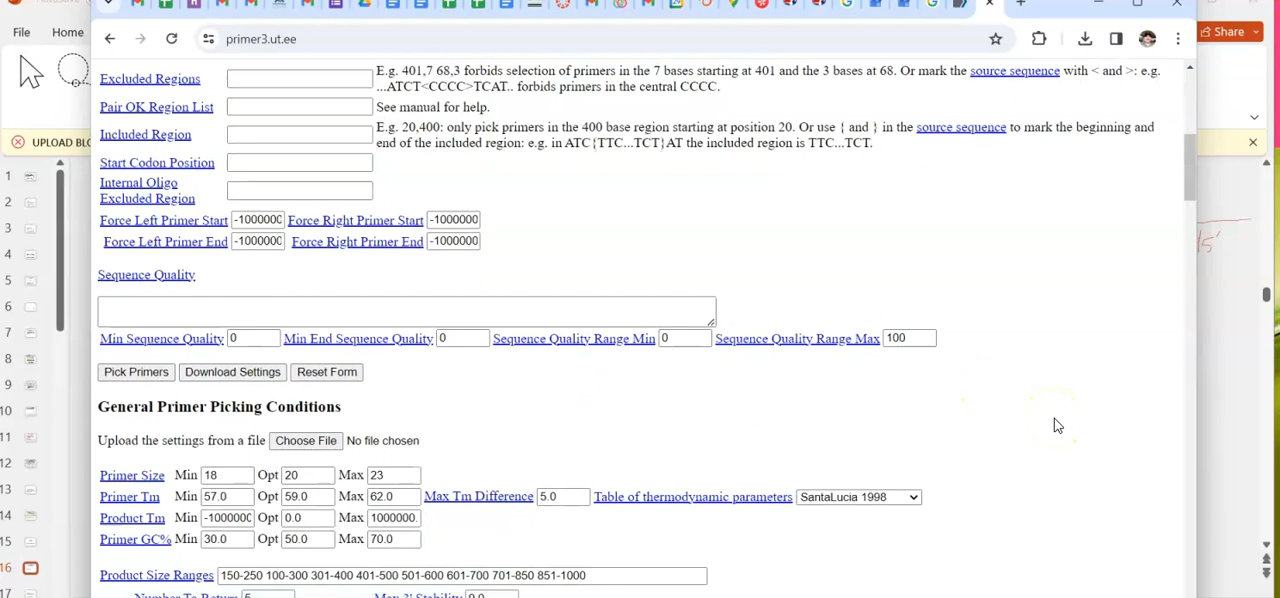 File Home
Share
primer3.ut.ee
UPLOAD BLO
Excluded Regions E.g. 401,7 68,3 forbids selection of primers in the 7 bases starting at 401 and the 3 bases at 68. Or mark the source sequence with < and >: e.g.
...ATCT<CCCC>TCAT.. forbids primers in the central CCCC.
Pair OK Region List See manual for help.
Included Region E.g. 20,400: only pick primers in the 400 base region starting at position 20. Or use { and } in the source sequence to mark the beginning and
end of the included region: e.g. in ATC{TTC...TCT}AT the included region is TTC...TCT.
Start Codon Position
Internal Oligo
Excluded Region
Force Left Primer Start -1000000 Force Right Primer Start -1000000
Force Left Primer End -1000000 Force Right Primer End -1000000
Sequence Quality
Min Sequence Quality 0 Min End Sequence Quality 0 Sequence Quality Range Min 0 Sequence Quality Range Max 100
Pick Primers Download Settings Reset Form
General Primer Picking Conditions
Upload the settings from a file Choose File No file chosen
Primer Size Min 18 Opt 20 Max 23
Primer Tm Min 57.0 Opt 59.0 Max 62.0 Max Tm Difference 5.0 Table of thermodynamic parameters SantaLucia 1998
Product Tm Min -1000000 Opt 0.0 Max 1000000.
Primer GC% Min 30.0 Opt 50.0 Max 70.0
Product Size Ranges 150-250 100-300 301-400 401-500 501-600 601-700 701-850 851-1000
Number To Return 5 Max 3' Stability 9.0
1
2
3
4
5
6
7
8
9
10
11
12
13
14
15
16
17
5'